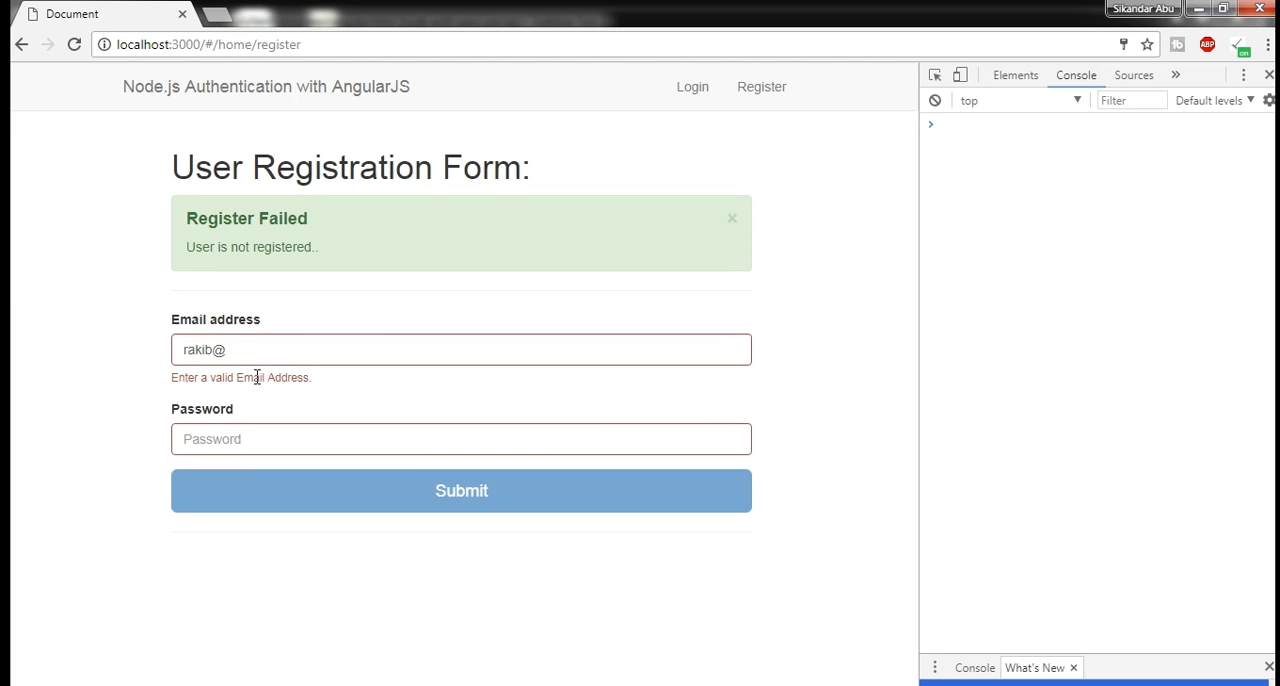 Document
Sikandar Abu
localhost:3000/#/home/register
ABP
on
Node.js Authentication with AngularJS
Login
Register
Elements
Console
Sources
top
Filter
Default levels
User Registration Form:
Register Failed
User is not registered..
Email address
rakib@
Enter a valid Email Address.
Password
Password
Submit
Console
What's New